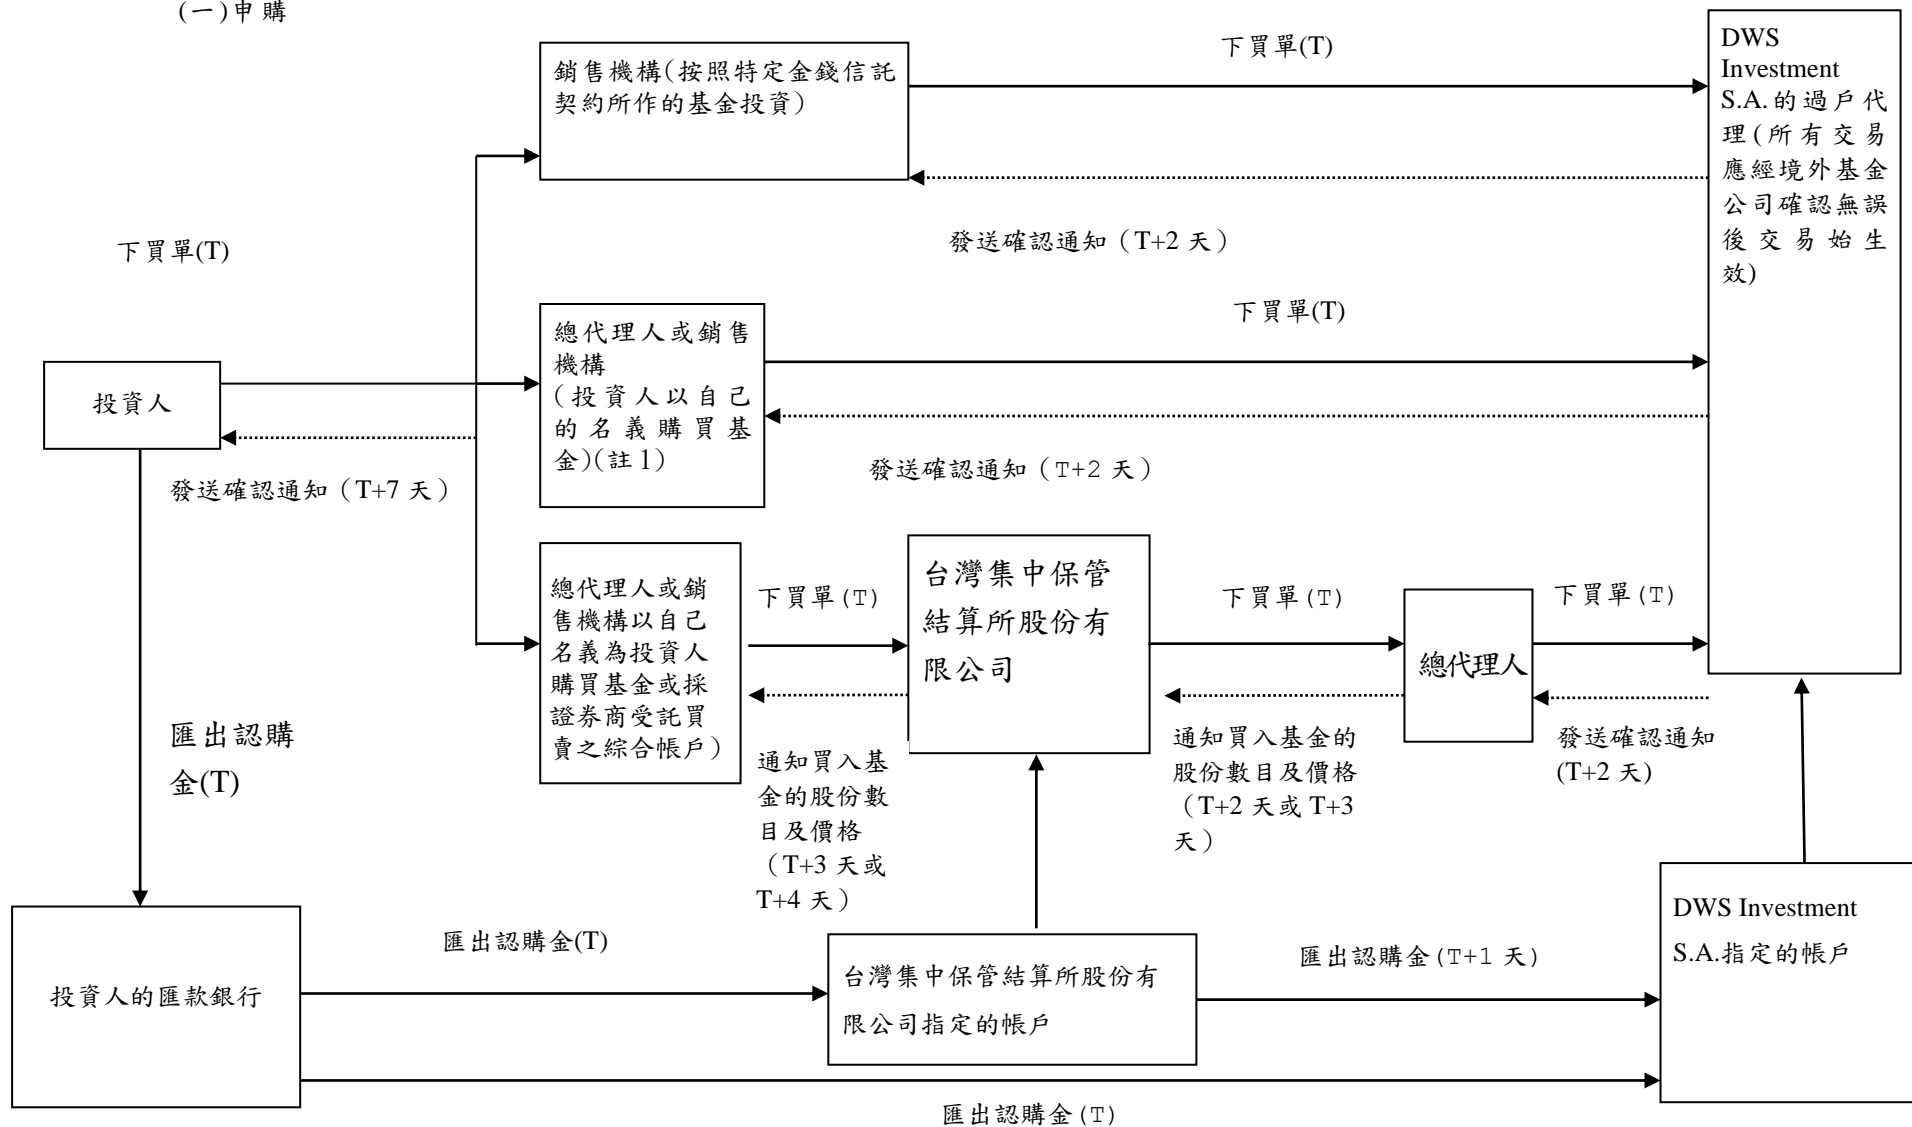 (一)申購
下買單(T)
銷售機構(按照特定金錢信託
契約所作的基金投資)
DWS
Investment
S.A.的過戶代
理(所有交易
應經境外基金
公司確認無誤
後交易始生
效)
發送確認通知（T+2 天）
下買單(T)
下買單(T)
總代理人或銷售
機構
（投資人以自己
的名義購買基
金)(註1)
投資人
發送確認通知（T+2 天）
發送確認通知（T+7 天）
總代理人或銷
售機構以自己
名義為投資人
購買基金或採
證券商受託買
賣之綜合帳戶)
下買單(T)
台灣集中保管
結算所股份有
限公司
下買單(T)
總代理人
下買單(T)
通知買入基
金的股份數
目及價格
（T+3 天或
T+4 天）
通知買入基金的
股份數目及價格
（T+2 天或 T+3
天）
發送確認通知
(T+2 天)
匯出認購
金(T)
投資人的匯款銀行
匯出認購金(T)
台灣集中保管結算所股份有
限公司指定的帳戶
匯出認購金(T+1 天)
DWS Investment
S.A.指定的帳戶
匯出認購金(T)